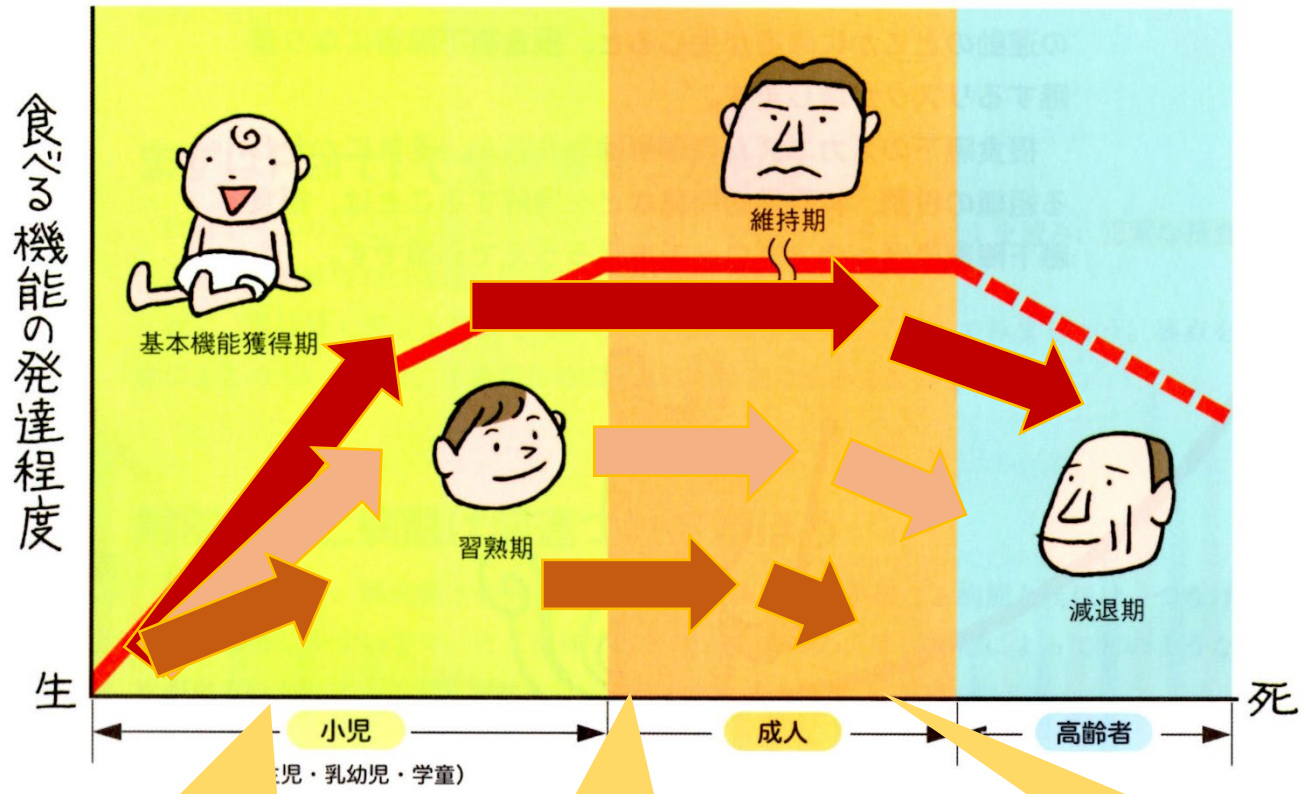 食べる機能の発達程度
基本機能獲得期
維持期
習熟期
減退期
生
死
小児
成人
高齢者
児・乳幼児・学童）